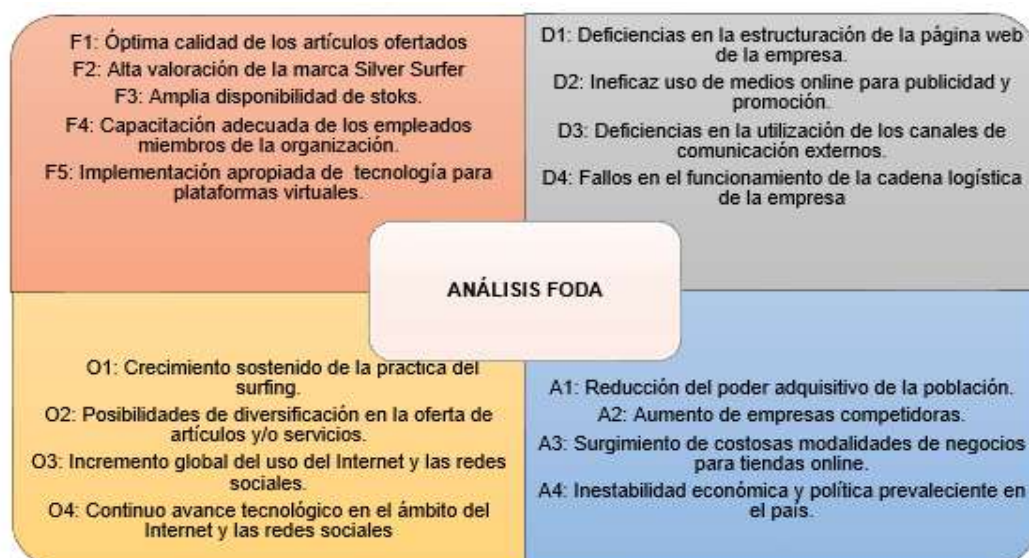 F1: Óptima calidad de los artículos ofertados
F2: Alta valoración de la marca Silver Surfer
F3: Amplia disponibilidad de stoks.
F4: Capacitación adecuada de los empleados
miembros de la organización.
F5: Implementación apropiada de tecnología para
plataformas virtuales.
D1: Deficiencias en la estructuración de la página web
de la empresa.
D2: Ineficaz uso de medios online para publicidad y
promoción.
D3: Deficiencias en la utilización de los canales de
comunicación externos.
D4: Fallos en el funcionamiento de la cadena logística
de la empresa
ANÁLISIS FODA
O1: Crecimiento sostenido de la práctica del
surfing.
O2: Posibilidades de diversificación en la oferta de
artículos y/o servicios.
O3: Incremento global del uso del Internet y las redes
sociales.
O4: Continuo avance tecnológico en el ámbito del
Internet y las redes sociales
A1: Reducción del poder adquisitivo de la población.
A2: Aumento de empresas competidoras.
A3: Surgimiento de costosas modalidades de negocios
para tiendas online.
A4: Inestabilidad económica y política prevaleciente en
el país.